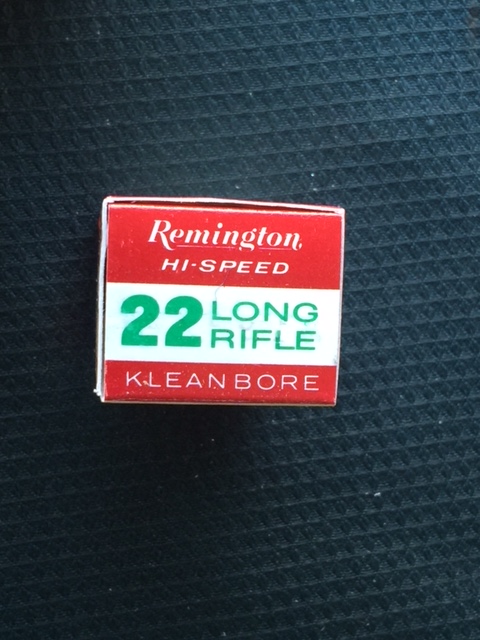 Remington
HI-SPEED
22 LONG
RIFLE
KLEANBORE